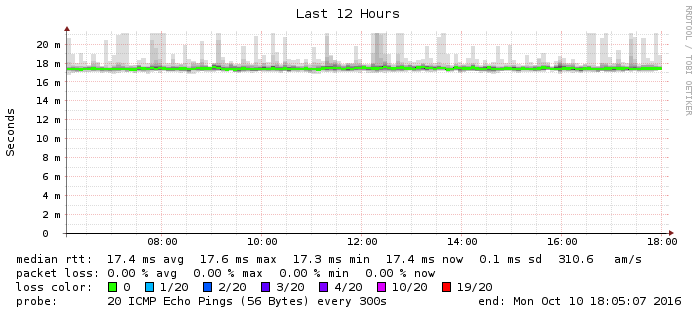 Last 12 Hours
RRDTOOL / TOBI OETIKER
Seconds
20 m
18 m
16 m
14 m
12 m
10 m
8 m
6 m
4 m
2 m
0
08:00 10:00 12:00 14:00 16:00 18:00
median rtt: 17.4 ms avg 17.6 ms max 17.3 ms min 17.4 ms now 0.1 ms sd 310.6 am/s
packet loss: 0.00 % avg 0.00 % max 0.00 % min 0.00 % now
loss color: 0 1/20 2/20 3/20 4/20 10/20 19/20
probe: 20 ICMP Echo Pings (56 Bytes) every 300s end: Mon Oct 10 18:05:07 2016